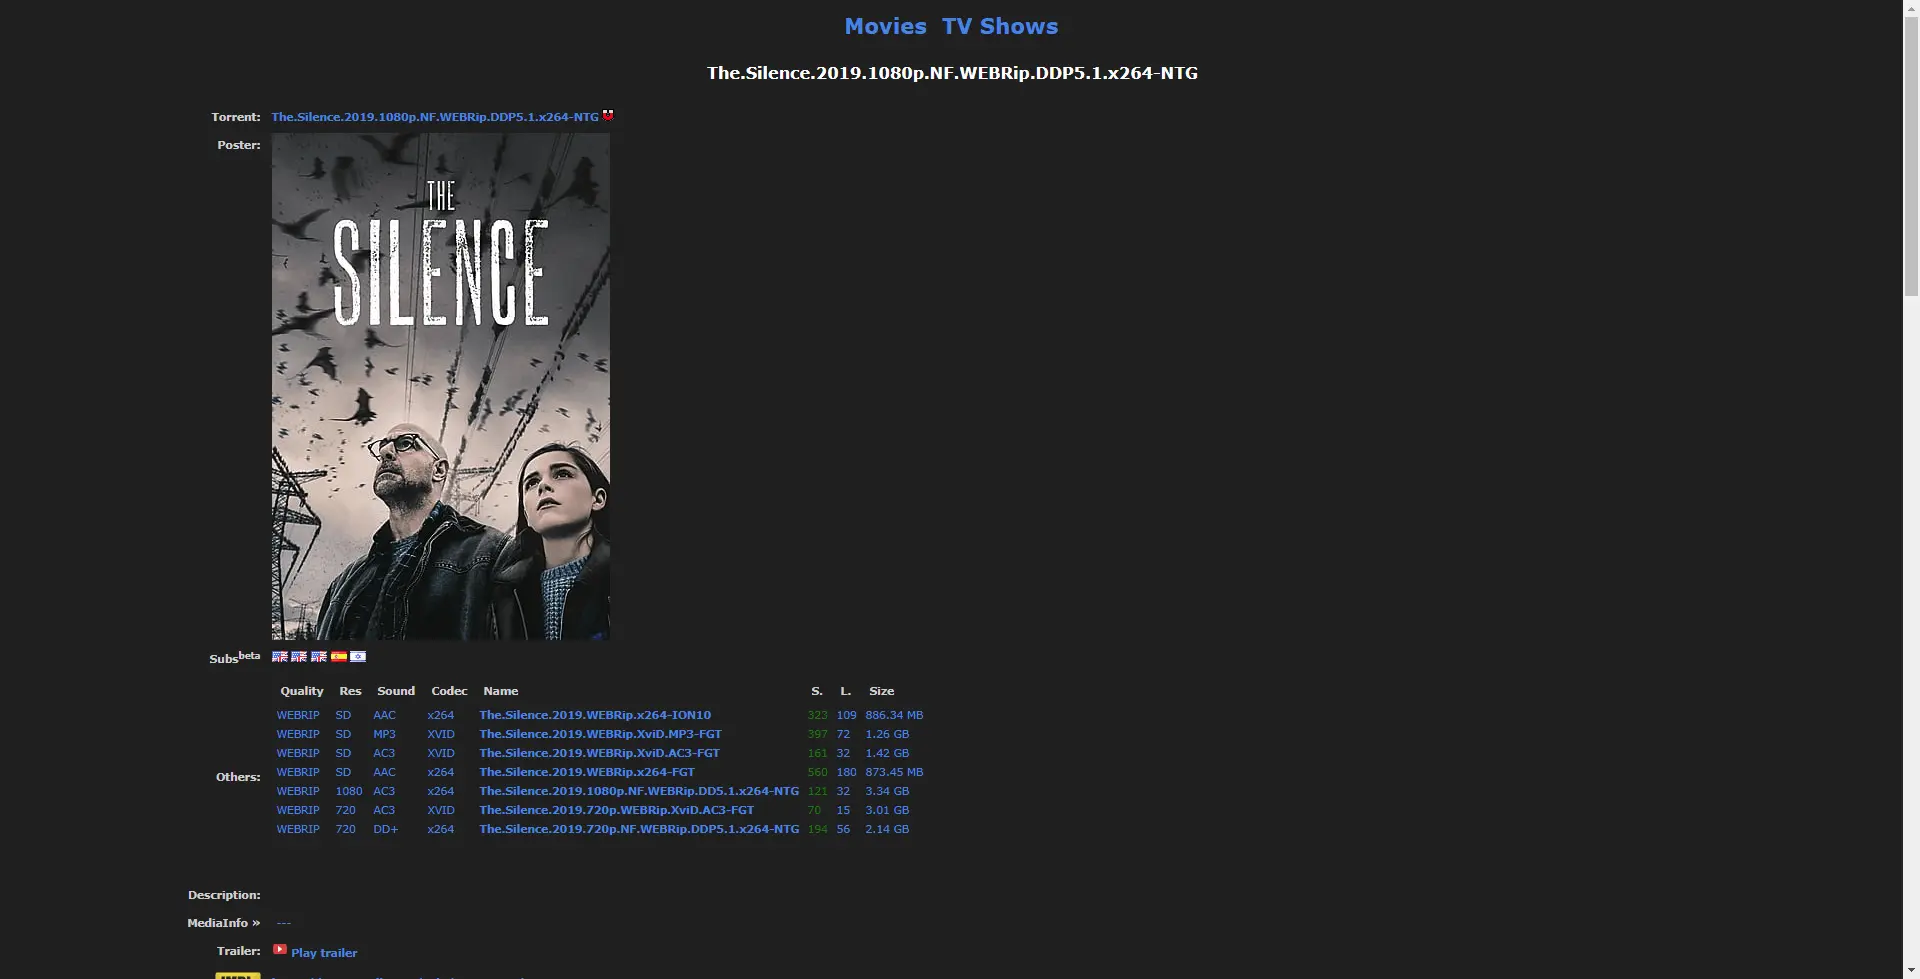 Movies TV Shows
The.Silence.2019.1080p.NF.WEBRip.DDP5.1.x264-NTG
Torrent: The.Silence.2019.1080p.NF.WEBRip.DDP5.1.x264-NTG
Poster:
THE
SILENCE
Subsbeta
Others:
Quality Res Sound Codec Name S. L. Size
WEBRIP SD AAC x264 The.Silence.2019.WEBRip.x264-ION10 323 109 886.34 MB
WEBRIP SD MP3 XVID The.Silence.2019.WEBRip.XviD.MP3-FGT 397 72 1.26 GB
WEBRIP SD AC3 XVID The.Silence.2019.WEBRip.XviD.AC3-FGT 161 32 1.42 GB
WEBRIP SD AAC x264 The.Silence.2019.WEBRip.x264-FGT 560 180 873.45 MB
WEBRIP 1080 AC3 x264 The.Silence.2019.1080p.NF.WEBRip.DD5.1.x264-NTG 121 32 3.34 GB
WEBRIP 720 AC3 XVID The.Silence.2019.720p.WEBRip.XviD.AC3-FGT 70 15 3.01 GB
WEBRIP 720 DD+ x264 The.Silence.2019.720p.NF.WEBRip.DDP5.1.x264-NTG 194 56 2.14 GB
Description:
MediaInfo » ---
Trailer: Play trailer